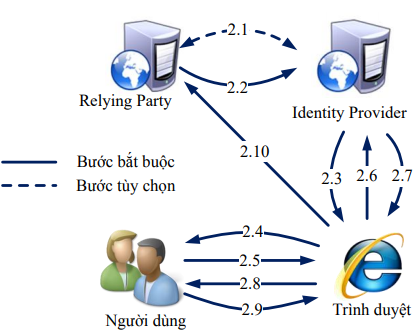 2.1
2.2
Relying Party
Identity Provider
2.10
Bước bắt buộc
Bước tùy chọn
2.3
2.6
2.7
2.4
2.5
2.8
2.9
Người dùng
Trình duyệt